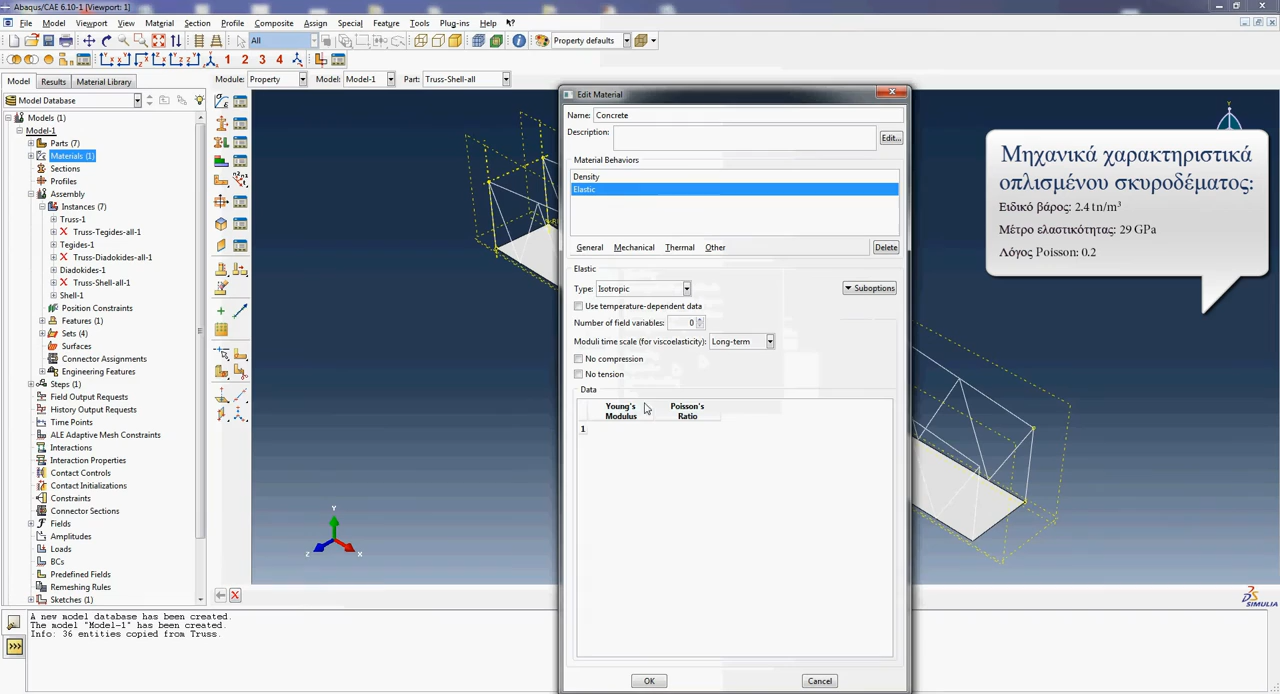 Abaqus/CAE 6.10-1 [Viewport: 1]
File Model Viewport View Material Section Profile Composite Assign Special Feature Tools Plug-ins Help
All
Property defaults
1 2 3 4
Model Results Material Library
Module: Property Model: Model-1 Part: Truss-Shell-all
Model Database
Models (1)
Model-1
Parts (7)
Materials (1)
Sections
Profiles
Assembly
Instances (7)
Truss-1
Truss-Tegides-all-1
Tegides-1
Truss-Diadokides-all-1
Diadokides-1
Truss-Shell-all-1
Shell-1
Position Constraints
Features (1)
Sets (4)
Surfaces
Connector Assignments
Engineering Features
Steps (1)
Field Output Requests
History Output Requests
Time Points
ALE Adaptive Mesh Constraints
Interactions
Interaction Properties
Contact Controls
Contact Initializations
Constraints
Connector Sections
Fields
Amplitudes
Loads
BCs
Predefined Fields
Remeshing Rules
Sketches (1)
Edit Material
Name: Concrete
Description:
Edit...
Material Behaviors
Density
Elastic
General Mechanical Thermal Other
Delete
Elastic
Type: Isotropic
Suboptions
Use temperature-dependent data
Number of field variables: 0
Moduli time scale (for viscoelasticity): Long-term
No compression
No tension
Data
Young's Modulus
Poisson's Ratio
1
OK
Cancel
Μηχανικά χαρακτηριστικά
οπλισμένου σκυροδέματος:
Ειδικό βάρος: 2.4 tn/m³
Μέτρο ελαστικότητας: 29 GPa
Λόγος Poisson: 0.2
Y
Z
X
SIMULIA
A new model database has been created.
The model "Model-1" has been created.
Info: 36 entities copied from Truss.
>>>